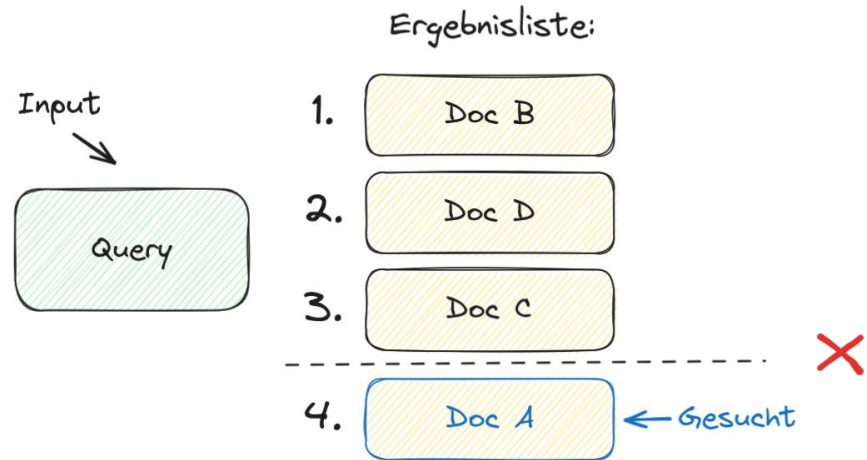 Ergebnisliste:
Input
Query
1. Doc B
2. Doc D
3. Doc C
4. Doc A
Gesucht